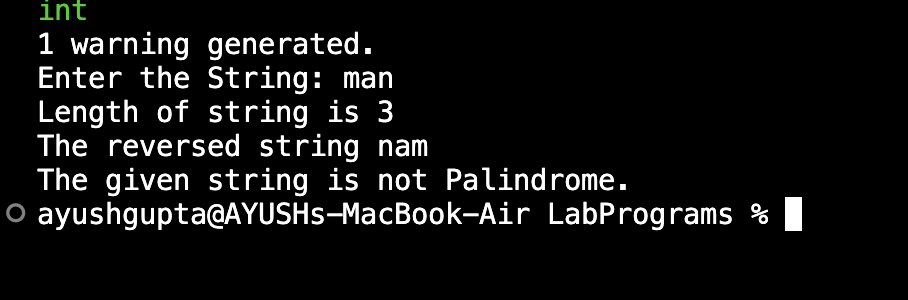 int
1 warning generated.
Enter the String: man
Length of string is 3
The reversed string nam
The given string is not Palindrome.
ayushgupta@AYUSHs-MacBook-Air LabPrograms %